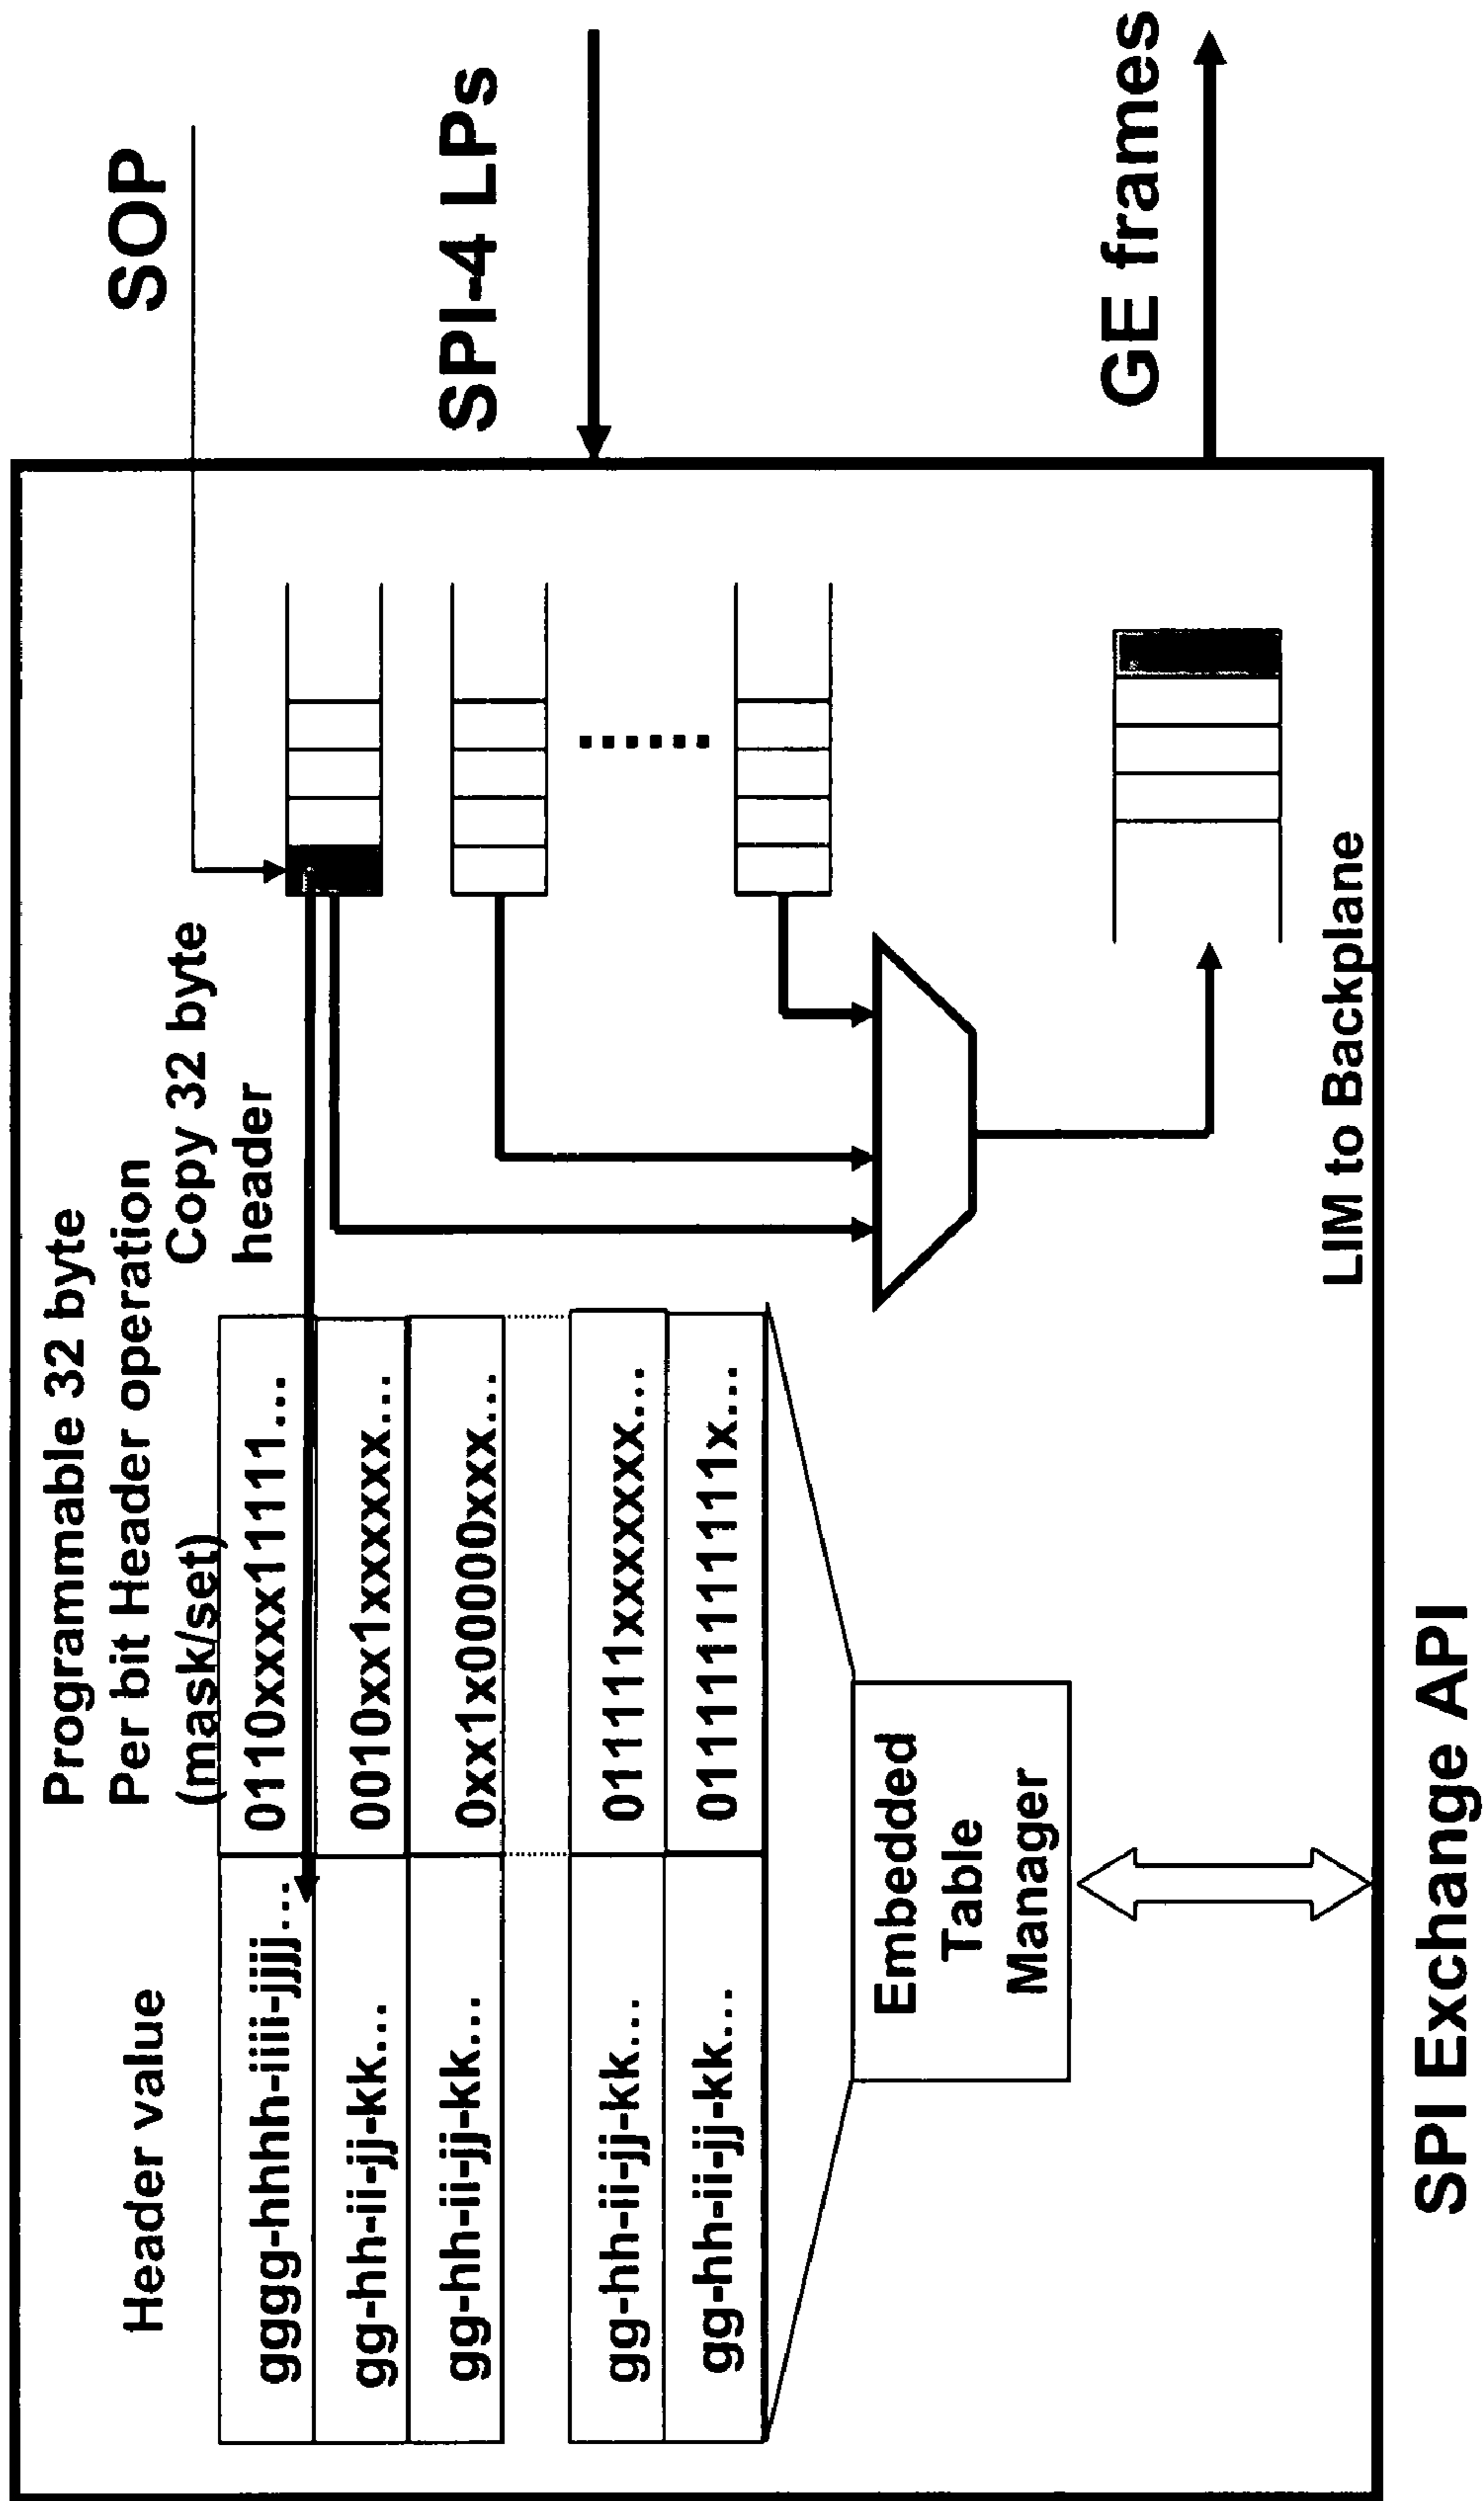 Programmable 32 byte
Per bit Header operation
(mask/set)
Header value
Copy 32 byte
header
SOP
gggg-hhhh-iiii-jjjj... 0110xxxx11111...
gg-hh-ii-jj-kk... 0010xx1xxxxxxx...
gg-hh-ii-jj-kk... 0xx1x00000xxx...
gg-hh-ii-jj-kk... 011111xxxxxxx...
gg-hh-ii-jj-kk... 01111111111x...
SPI-4 LPs
Embedded
Table
Manager
GE frames
LIM to Backplane
SPI Exchange API